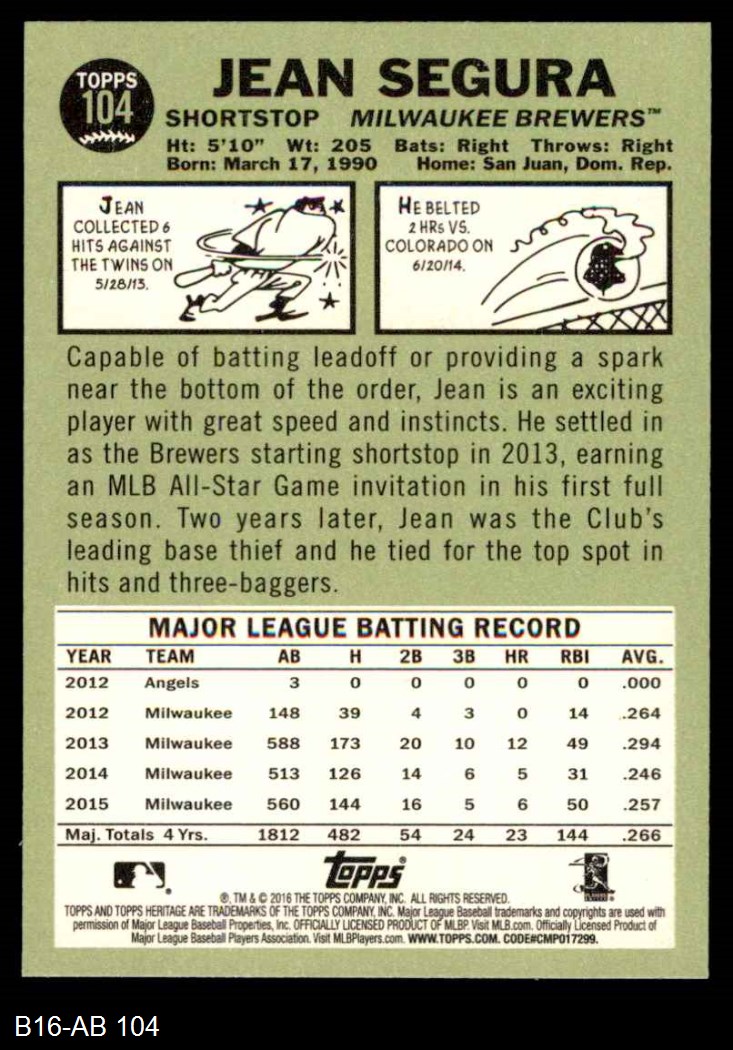 TOPPS
104
JEAN SEGURA
SHORTSTOP MILWAUKEE BREWERS™
Ht: 5'10" Wt: 205 Bats: Right Throws: Right
Born: March 17, 1990 Home: San Juan, Dom. Rep.
JEAN
COLLECTED 6
HITS AGAINST
THE TWINS ON
5/28/13.
HE BELTED
2 HRs VS.
COLORADO ON
6/20/14.
Capable of batting leadoff or providing a spark
near the bottom of the order, Jean is an exciting
player with great speed and instincts. He settled in
as the Brewers starting shortstop in 2013, earning
an MLB All-Star Game invitation in his first full
season. Two years later, Jean was the Club's
leading base thief and he tied for the top spot in
hits and three-baggers.
MAJOR LEAGUE BATTING RECORD
YEAR TEAM AB H 2B 3B HR RBI AVG.
2012 Angels 3 0 0 0 0 0 .000
2012 Milwaukee 148 39 4 3 0 14 .264
2013 Milwaukee 588 173 20 10 12 49 .294
2014 Milwaukee 513 126 14 6 5 31 .246
2015 Milwaukee 560 144 16 5 6 50 .257
Maj. Totals 4 Yrs. 1812 482 54 24 23 144 .266
Topps®
®, TM & © 2016 THE TOPPS COMPANY, INC. ALL RIGHTS RESERVED.
TOPPS AND TOPPS HERITAGE ARE TRADEMARKS OF THE TOPPS COMPANY, INC. Major League Baseball trademarks and copyrights are used with
permission of Major League Baseball Properties, Inc. OFFICIALLY LICENSED PRODUCT OF MLBP. Visit MLB.com. Officially Licensed Product of
Major League Baseball Players Association. Visit MLBPlayers.com. WWW.TOPPS.COM. CODE#CMP017299.
B16-AB 104